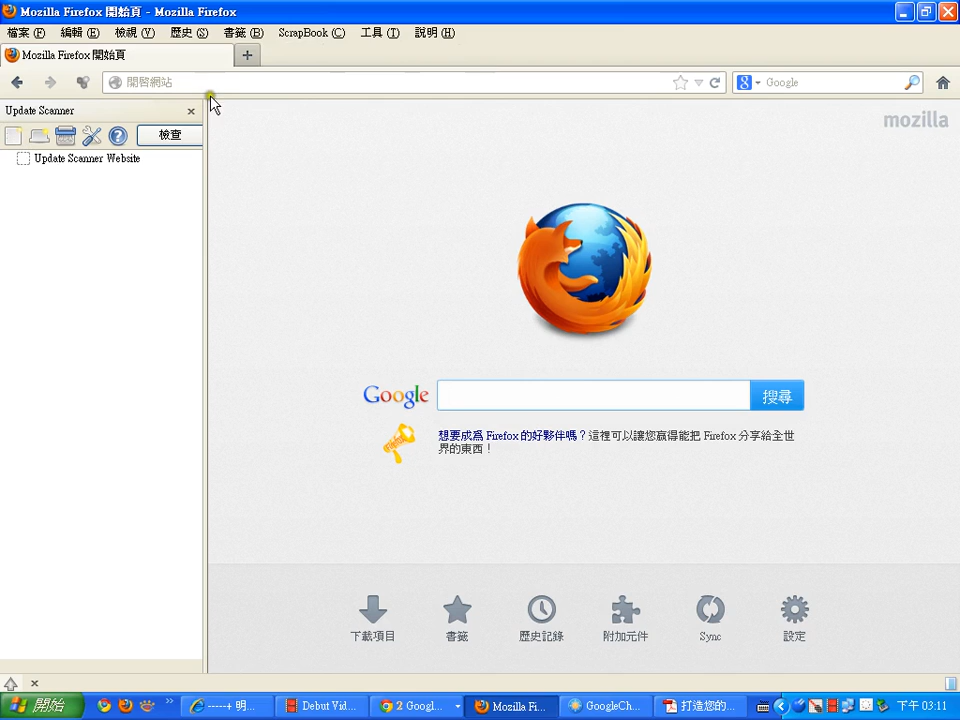 Mozilla Firefox 開始頁 - Mozilla Firefox
檔案 (F) 編輯 (E) 檢視 (V) 歷史 (S) 書籤 (B) ScrapBook (C) 工具 (T) 說明 (H)
Mozilla Firefox 開始頁
開啓網站
Google
Update Scanner
檢查
Update Scanner Website
mozilla
Google
搜尋
想要成為 Firefox 的好夥伴嗎？這裡可以讓您贏得能把 Firefox 分享給全世
界的東西！
下載項目 書籤 歷史記錄 附加元件 Sync 設定
開始
-----+ 明...
Debut Vid...
2 Googl...
Mozilla Fi...
GoogleCh...
打造您的...
下午 03:11